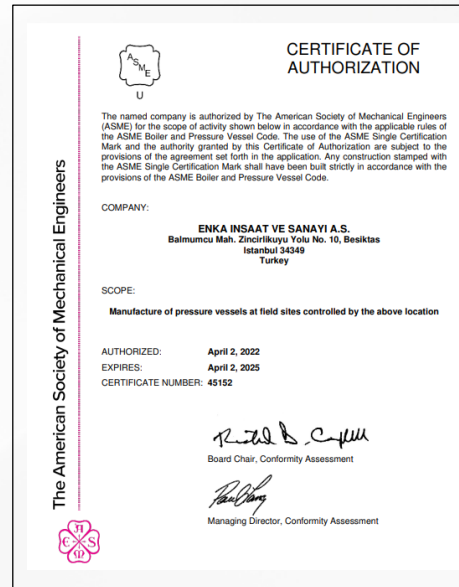 CERTIFICATE OF
AUTHORIZATION
ASME
U
The named company is authorized by The American Society of Mechanical Engineers
(ASME) for the scope of activity shown below in accordance with the applicable rules of
the ASME Boiler and Pressure Vessel Code. The use of the ASME Single Certification
Mark and the authority granted by this Certificate of Authorization are subject to the
provisions of the agreement set forth in the application. Any construction stamped with
the ASME Single Certification Mark shall have been built strictly in accordance with the
provisions of the ASME Boiler and Pressure Vessel Code.
COMPANY:
ENKA INSAAT VE SANAYI A.S.
Balmumcu Mah. Zincirlikuyu Yolu No. 10, Besiktas
Istanbul 34349
Turkey
SCOPE:
Manufacture of pressure vessels at field sites controlled by the above location
AUTHORIZED: April 2, 2022
EXPIRES: April 2, 2025
CERTIFICATE NUMBER: 45152
Board Chair, Conformity Assessment
Managing Director, Conformity Assessment
The American Society of Mechanical Engineers
ASME